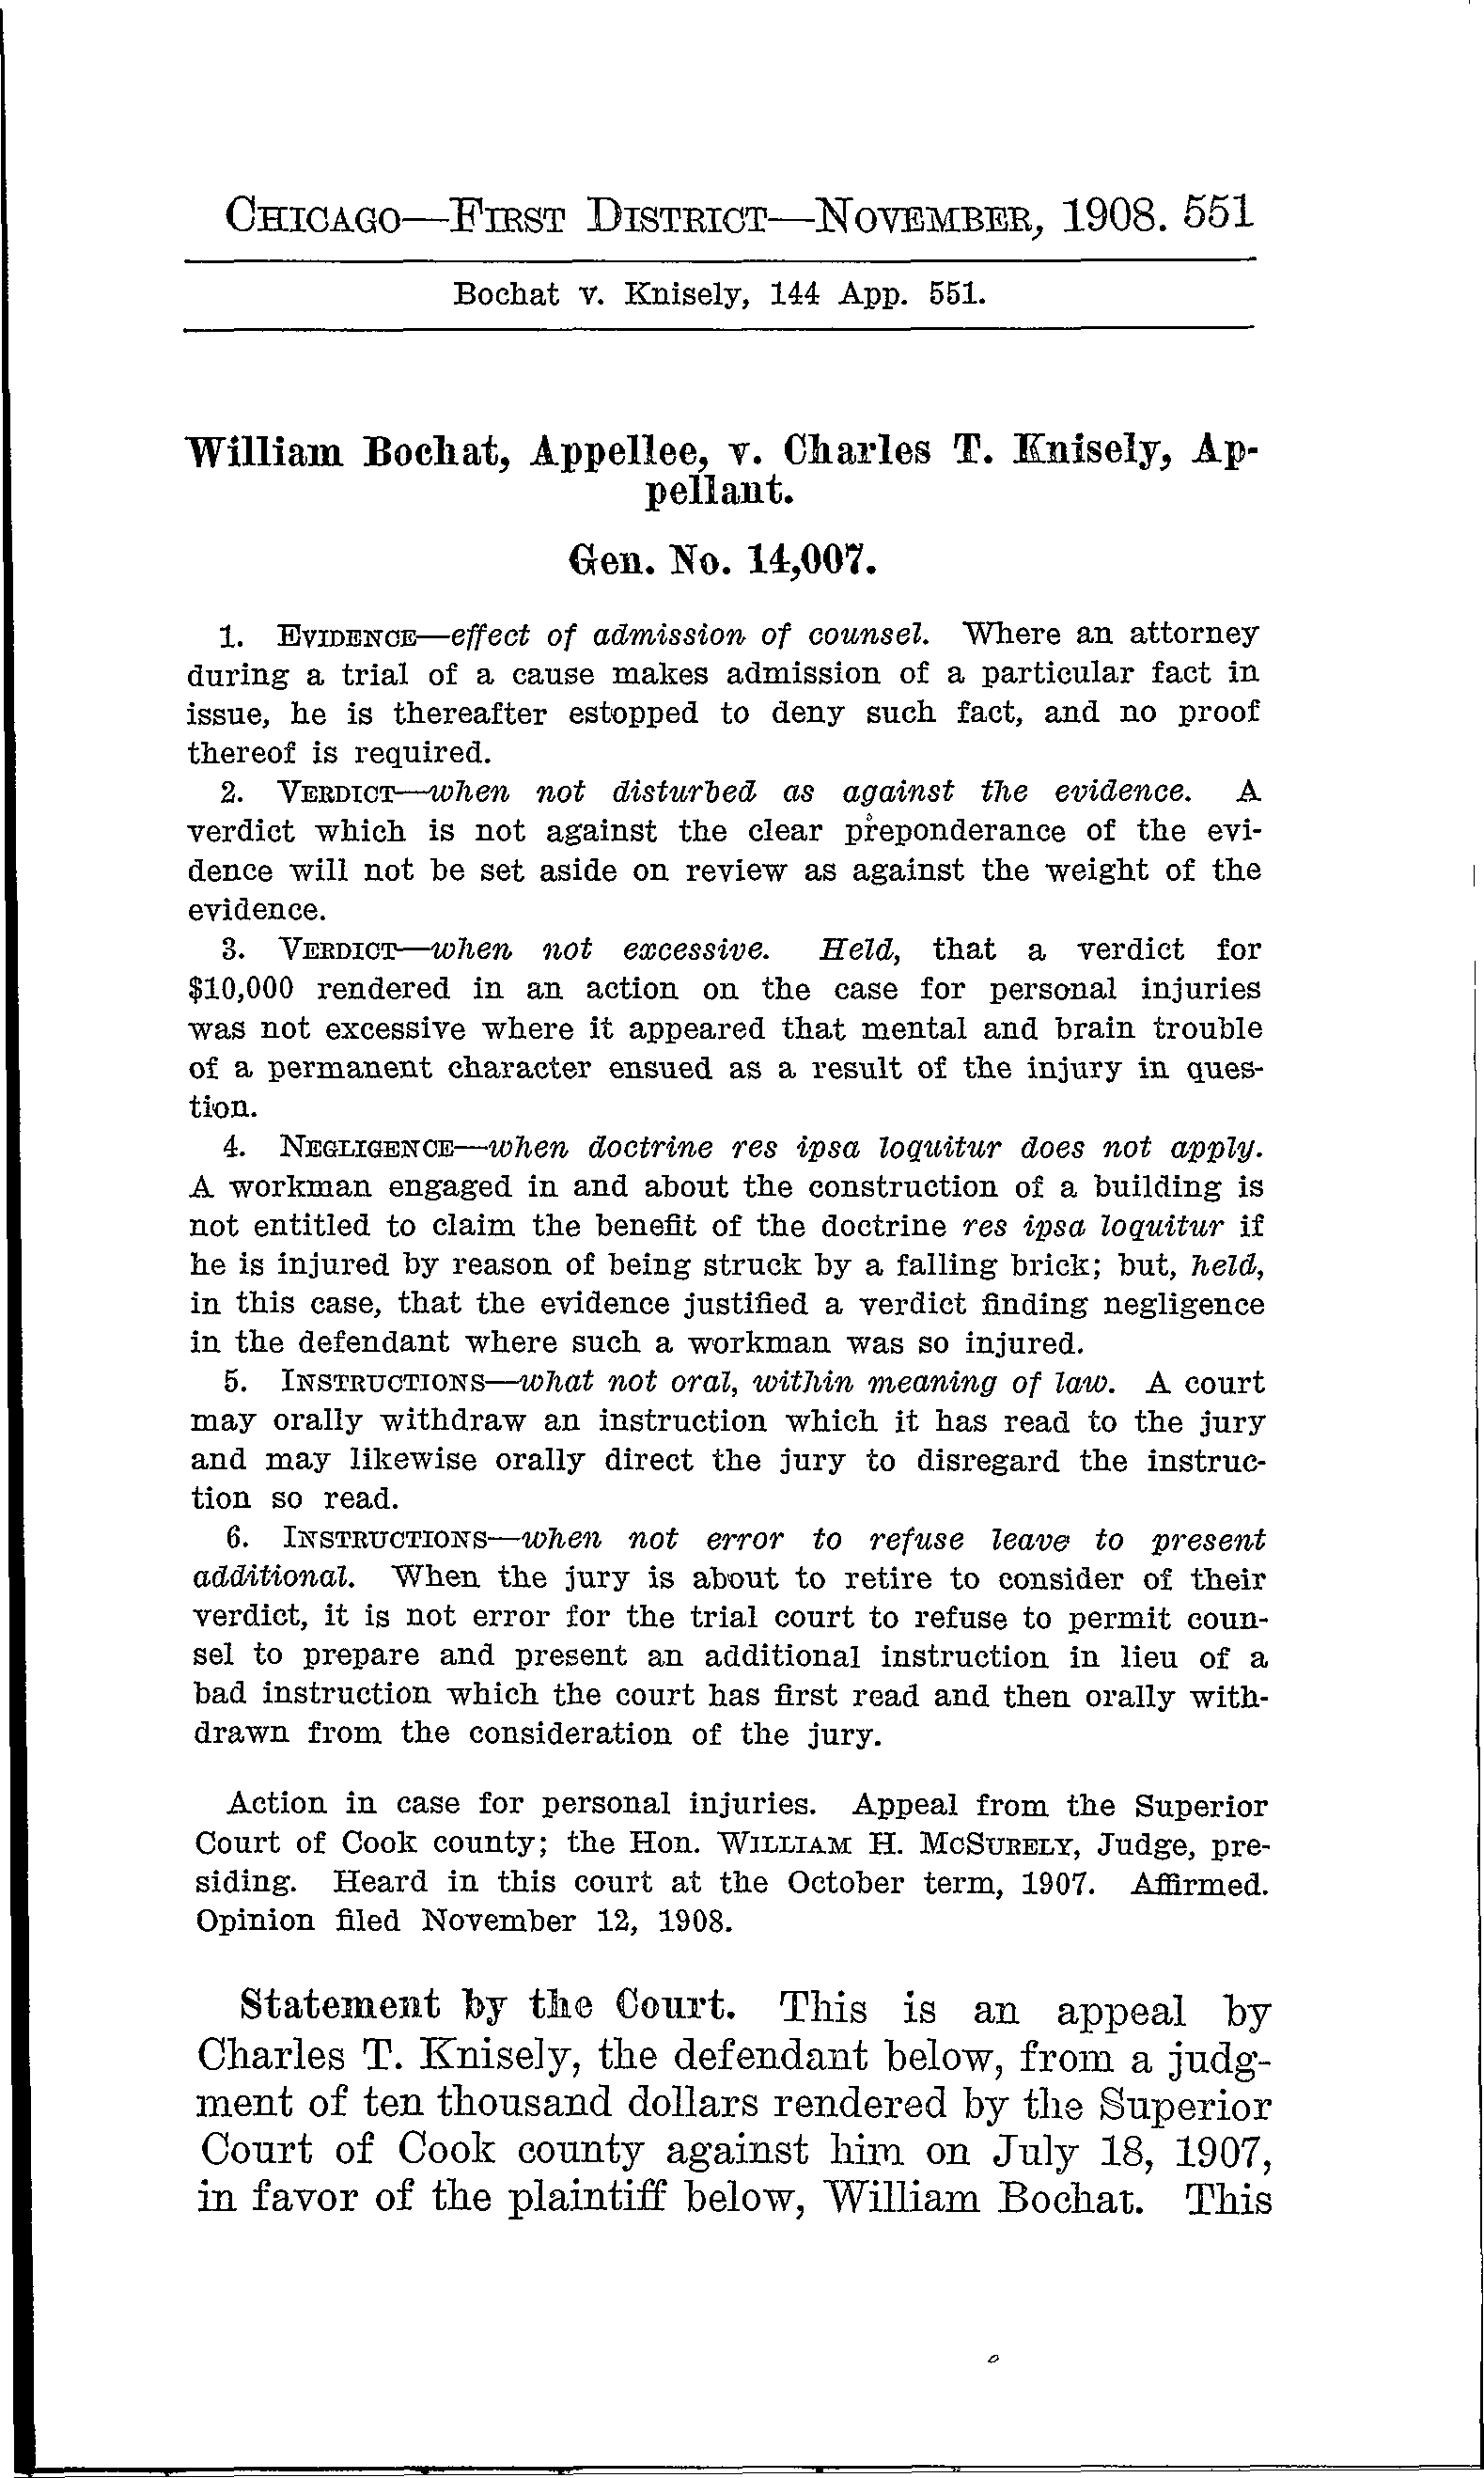 CHICAGO—FIRST DISTRICT—NOVEMBER, 1908. 551
Bochat v. Knisely, 144 App. 551.
William Bochat, Appellee, v. Charles T. Knisely, Ap-
pellant.
Gen. No. 14,007.
1. EVIDENCE—effect of admission of counsel. Where an attorney
during a trial of a cause makes admission of a particular fact in
issue, he is thereafter estopped to deny such fact, and no proof
thereof is required.
2. VERDICT—when not disturbed as against the evidence. A
verdict which is not against the clear preponderance of the evi-
dence will not be set aside on review as against the weight of the
evidence.
3. VERDICT—when not excessive. Held, that a verdict for
$10,000 rendered in an action on the case for personal injuries
was not excessive where it appeared that mental and brain trouble
of a permanent character ensued as a result of the injury in ques-
tion.
4. NEGLIGENCE—when doctrine res ipsa loquitur does not apply.
A workman engaged in and about the construction of a building is
not entitled to claim the benefit of the doctrine res ipsa loquitur if
he is injured by reason of being struck by a falling brick; but, held,
in this case, that the evidence justified a verdict finding negligence
in the defendant where such a workman was so injured.
5. INSTRUCTIONS—what not oral, within meaning of law. A court
may orally withdraw an instruction which it has read to the jury
and may likewise orally direct the jury to disregard the instruc-
tion so read.
6. INSTRUCTIONS—when not error to refuse leave to present
additional. When the jury is about to retire to consider of their
verdict, it is not error for the trial court to refuse to permit coun-
sel to prepare and present an additional instruction in lieu of a
bad instruction which the court has first read and then orally with-
drawn from the consideration of the jury.
Action in case for personal injuries. Appeal from the Superior
Court of Cook county; the Hon. WILLIAM H. MCSURELY, Judge, pre-
siding. Heard in this court at the October term, 1907. Affirmed.
Opinion filed November 12, 1908.
Statement by the Court. This is an appeal by
Charles T. Knisely, the defendant below, from a judg-
ment of ten thousand dollars rendered by the Superior
Court of Cook county against him on July 18, 1907,
in favor of the plaintiff below, William Bochat. This